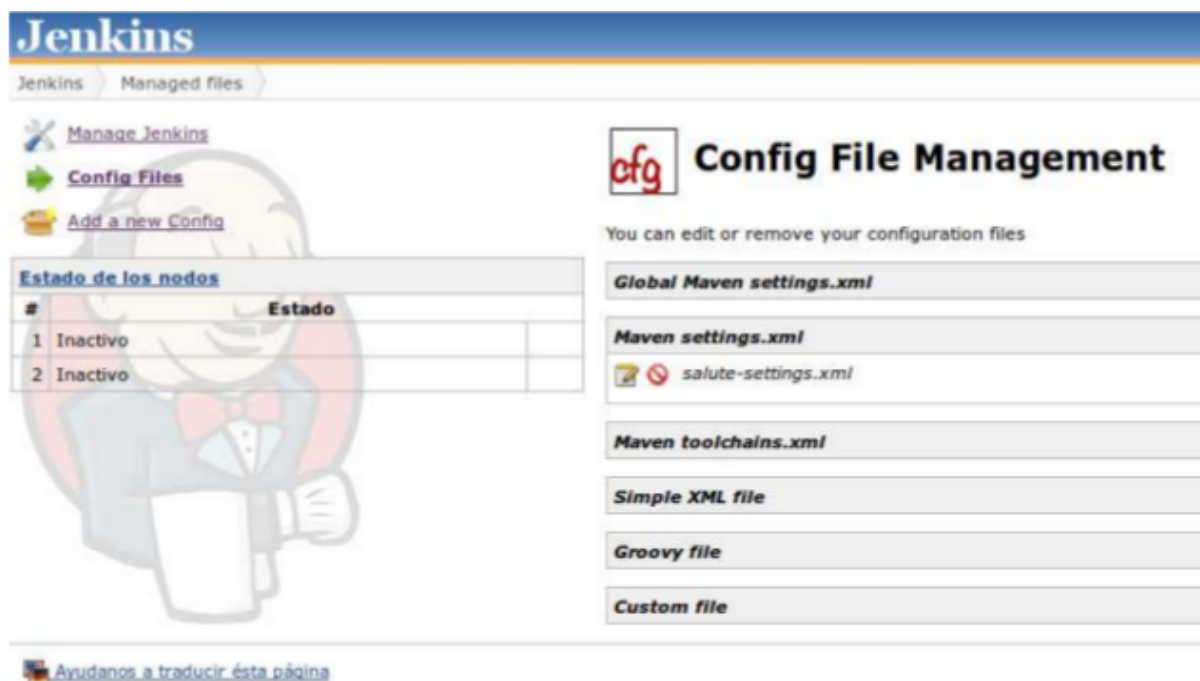 Jenkins
Jenkins Managed files
Manage Jenkins
Config Files
Add a new Config
Estado de los nodos
# Estado
1 Inactivo
2 Inactivo
cfg Config File Management
You can edit or remove your configuration files
Global Maven settings.xml
Maven settings.xml
salute-settings.xml
Maven toolchains.xml
Simple XML file
Groovy file
Custom file
Ayudanos a traducir ésta página